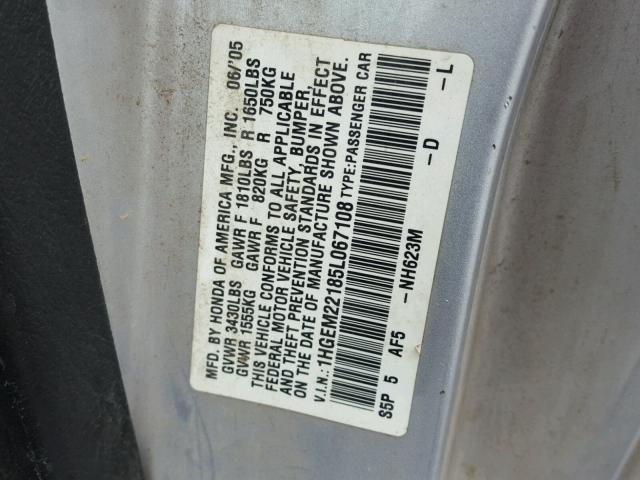 MFD. BY HONDA OF AMERICA MFG., INC. 06/'05
GVWR 3430LBS GAWR F 1810LBS R 1650LBS
GVWR 1555KG GAWR F 820KG R 750KG
THIS VEHICLE CONFORMS TO ALL APPLICABLE
FEDERAL MOTOR VEHICLE SAFETY, BUMPER,
AND THEFT PREVENTION STANDARDS IN EFFECT
ON THE DATE OF MANUFACTURE SHOWN ABOVE.
V.I.N.: 1HGEM22185L067108 TYPE:PASSENGER CAR
-NH623M -D -L
S5P 5 AF5